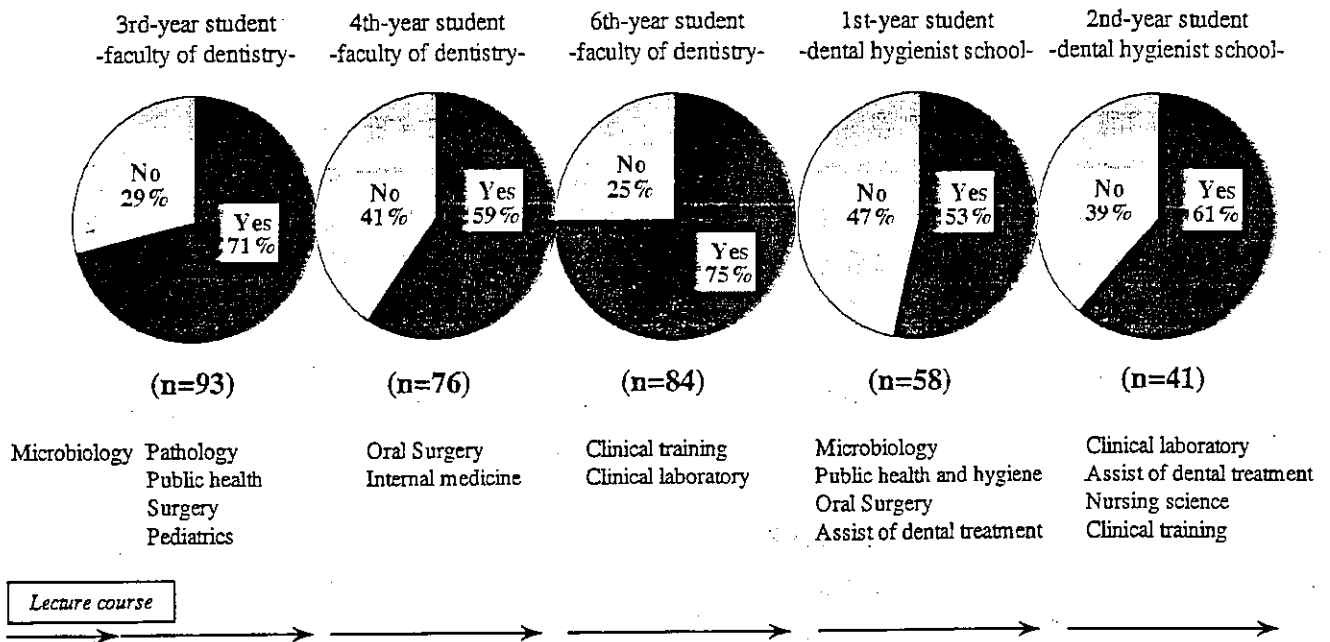 3rd-year student
-faculty of dentistry-
4th-year student
-faculty of dentistry-
6th-year student
-faculty of dentistry-
1st-year student
-dental hygienist school-
2nd-year student
-dental hygienist school-
No
29%
Yes
71%
No
41%
Yes
59%
No
25%
Yes
75%
No
47%
Yes
53%
No
39%
Yes
61%
(n=93)
(n=76)
(n=84)
(n=58)
(n=41)
Microbiology
Pathology
Public health
Surgery
Pediatrics
Oral Surgery
Internal medicine
Clinical training
Clinical laboratory
Microbiology
Public health and hygiene
Oral Surgery
Assist of dental treatment
Clinical laboratory
Assist of dental treatment
Nursing science
Clinical training
Lecture course